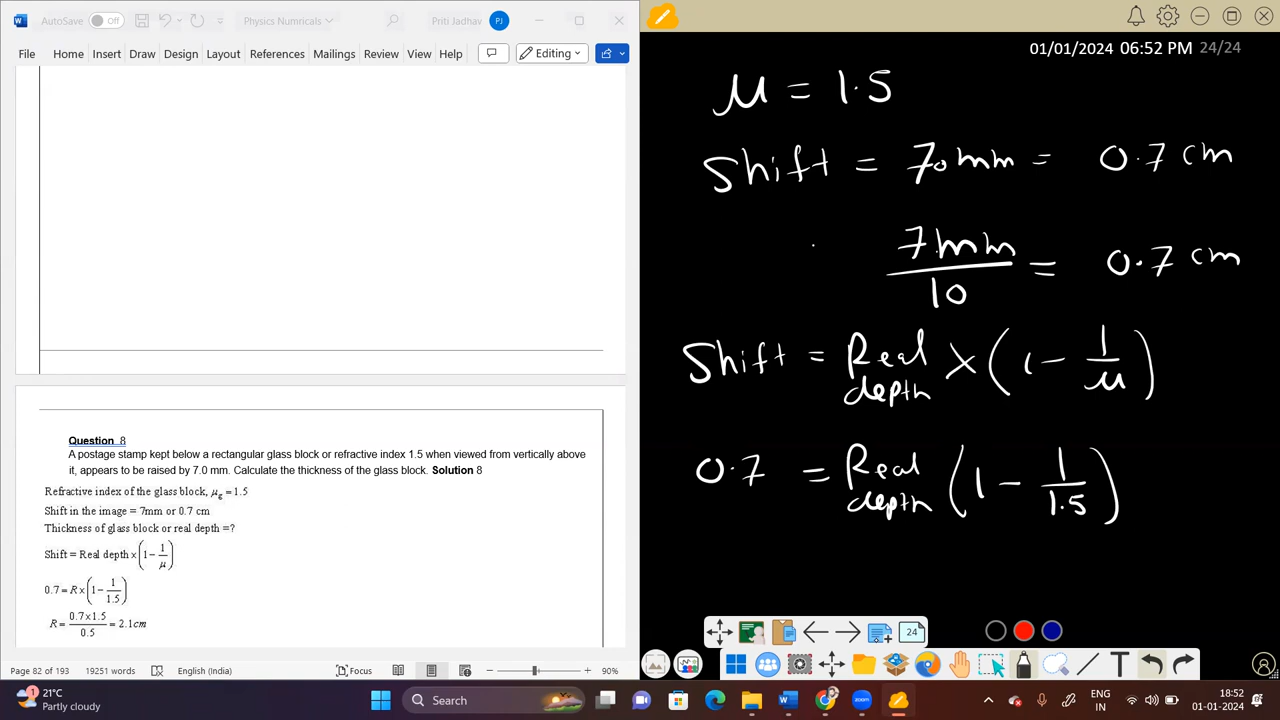 AutoSave Off Physics Numricals Priti Jadhav PJ
File Home Insert Draw Design Layout References Mailings Review View Help Editing
Question 8
A postage stamp kept below a rectangular glass block or refractive index 1.5 when viewed from vertically above
it, appears to be raised by 7.0 mm. Calculate the thickness of the glass block. Solution 8
Refractive index of the glass block, μg = 1.5
Shift in the image = 7mm or 0.7 cm
Thickness of glass block or real depth =?
Shift = Real depth x (1 − 1/μ)
0.7 = R x (1 − 1/1.5)
R = 0.7 x 1.5 / 0.5 = 2.1cm
Page 82 of 193 English (India) Focus 90%
01/01/2024 06:52 PM 24/24
μ = 1.5
Shift = 7.0 mm = 0.7 cm
7mm / 10 = 0.7 cm
Shift = Real depth × (1 − 1/μ)
0.7 = Real depth (1 − 1/1.5)
24
T
1
21°C
Partly cloudy
Search
zoom
ENG
IN
18:52
01-01-2024